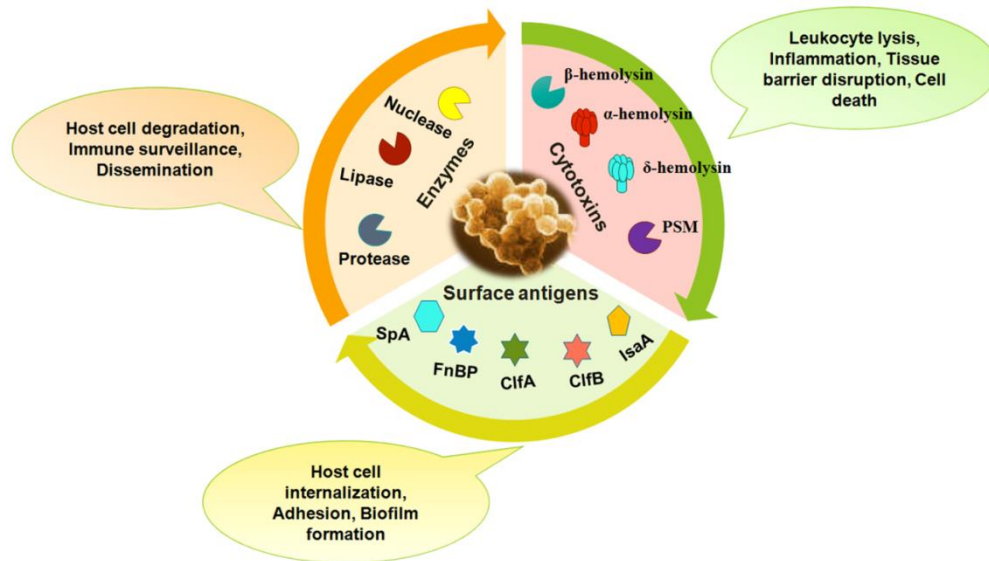 Leukocyte lysis,
Inflammation, Tissue
barrier disruption, Cell
death
Host cell degradation,
Immune surveillance,
Dissemination
Nuclease
Lipase
Protease
Enzymes
β-hemolysin
α-hemolysin
δ-hemolysin
PSM
Cytotoxins
Surface antigens
SpA
FnBP
ClfA
ClfB
IsaA
Host cell
internalization,
Adhesion, Biofilm
formation